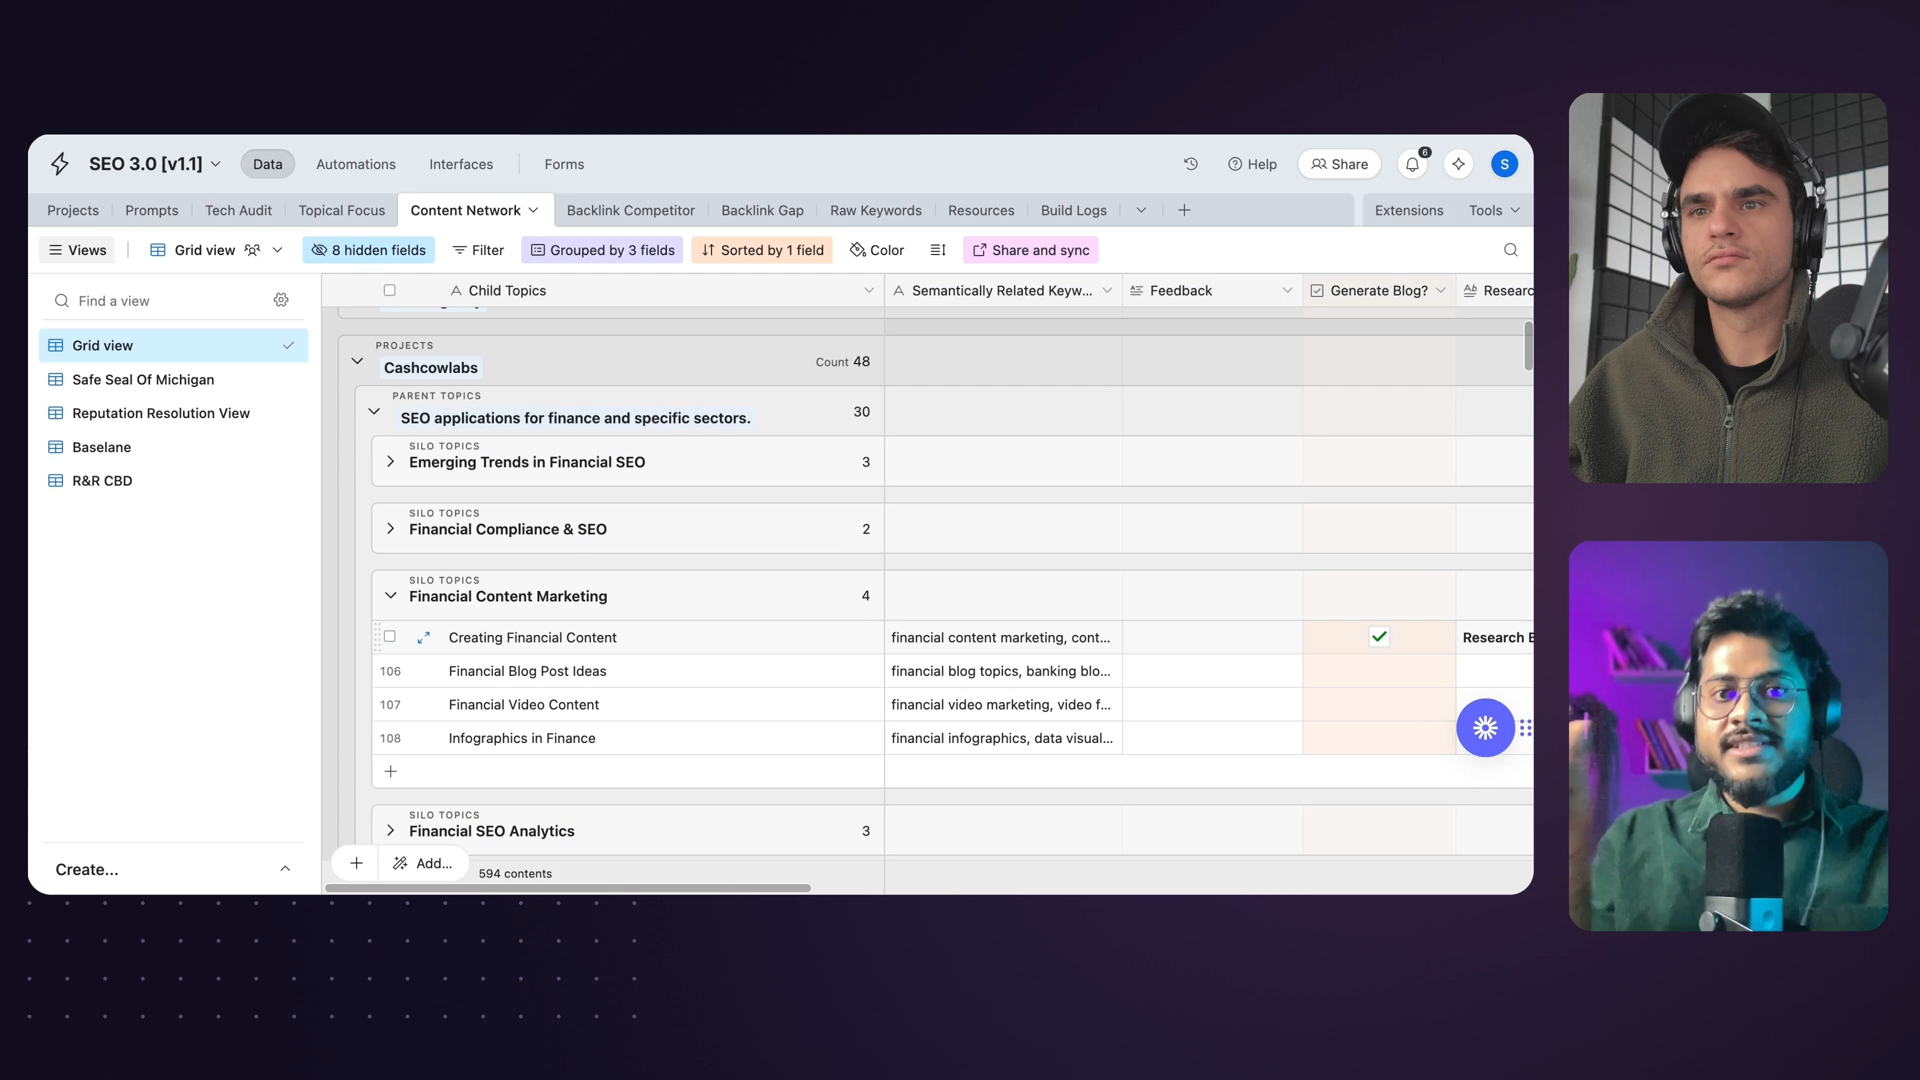 SEO 3.0 [v1.1]
Data
Automations
Interfaces
Forms
Help
Share
6
S
Projects
Prompts
Tech Audit
Topical Focus
Content Network
Backlink Competitor
Backlink Gap
Raw Keywords
Resources
Build Logs
Extensions
Tools
Views
Grid view
8 hidden fields
Filter
Grouped by 3 fields
Sorted by 1 field
Color
Share and sync
Find a view
Grid view
Safe Seal Of Michigan
Reputation Resolution View
Baselane
R&R CBD
Create...
Child Topics
Semantically Related Keyw...
Feedback
Generate Blog?
Researc
PROJECTS
Cashcowlabs
Count 48
PARENT TOPICS
SEO applications for finance and specific sectors.
30
SILO TOPICS
Emerging Trends in Financial SEO
3
SILO TOPICS
Financial Compliance & SEO
2
SILO TOPICS
Financial Content Marketing
4
Creating Financial Content
financial content marketing, cont...
Research E
106
Financial Blog Post Ideas
financial blog topics, banking blo...
107
Financial Video Content
financial video marketing, video f...
108
Infographics in Finance
financial infographics, data visual...
SILO TOPICS
Financial SEO Analytics
3
Add...
594 contents